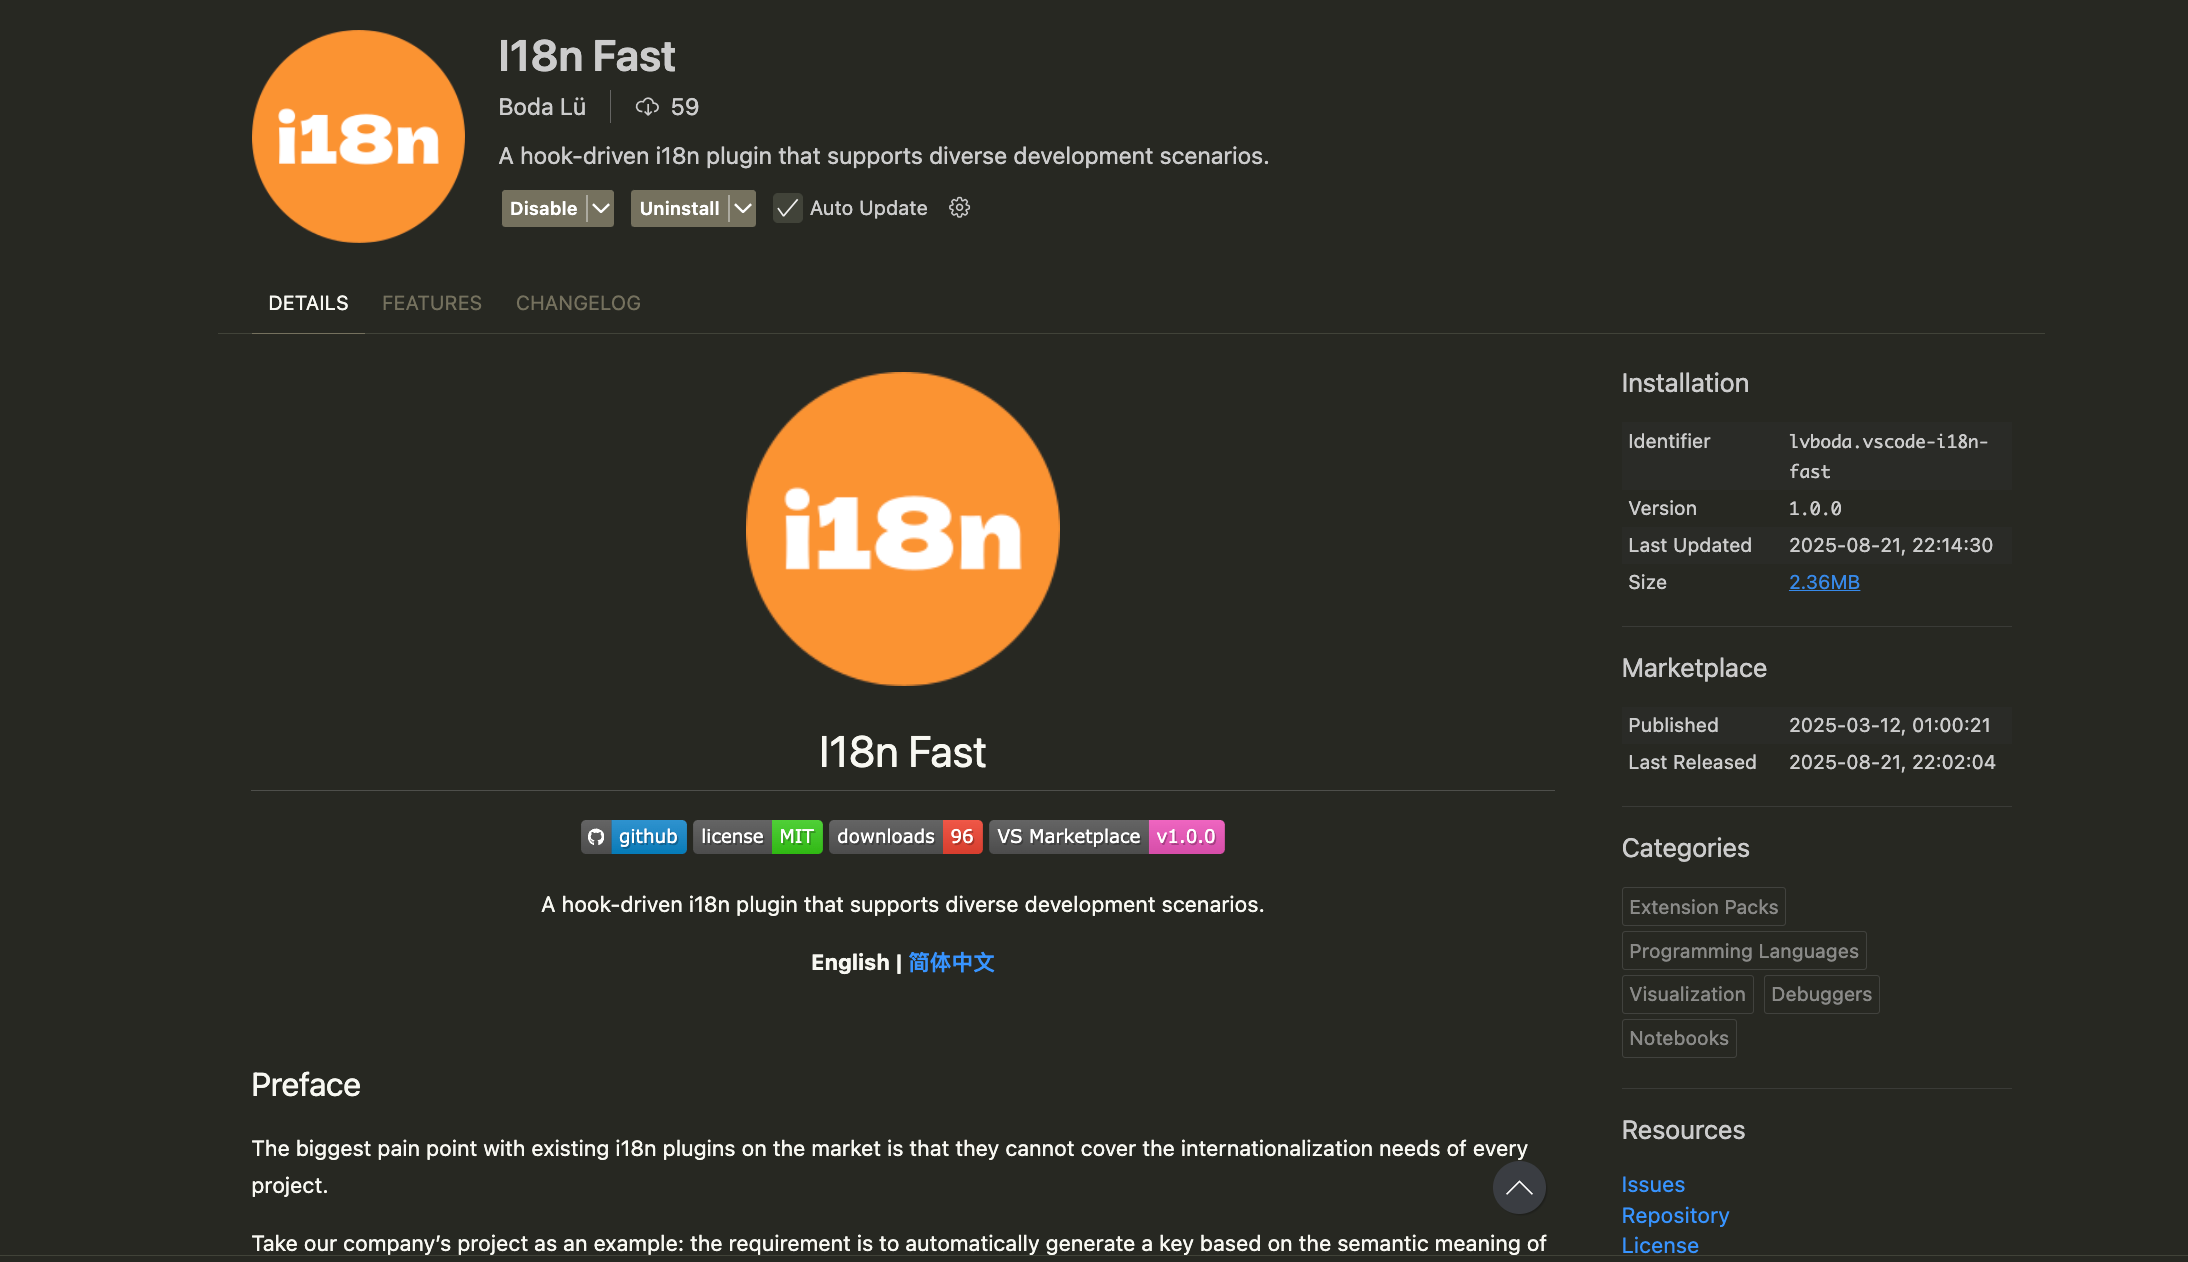 i18n
I18n Fast
Boda Lü 59
A hook-driven i18n plugin that supports diverse development scenarios.
Disable Uninstall Auto Update
DETAILS FEATURES CHANGELOG
i18n
I18n Fast
github license MIT downloads 96 VS Marketplace v1.0.0
A hook-driven i18n plugin that supports diverse development scenarios.
English | 简体中文
Preface
The biggest pain point with existing i18n plugins on the market is that they cannot cover the internationalization needs of every
project.
Take our company’s project as an example: the requirement is to automatically generate a key based on the semantic meaning of
Installation
Identifier lvboda.vscode-i18n-
fast
Version 1.0.0
Last Updated 2025-08-21, 22:14:30
Size 2.36MB
Marketplace
Published 2025-03-12, 01:00:21
Last Released 2025-08-21, 22:02:04
Categories
Extension Packs
Programming Languages
Visualization Debuggers
Notebooks
Resources
Issues
Repository
License